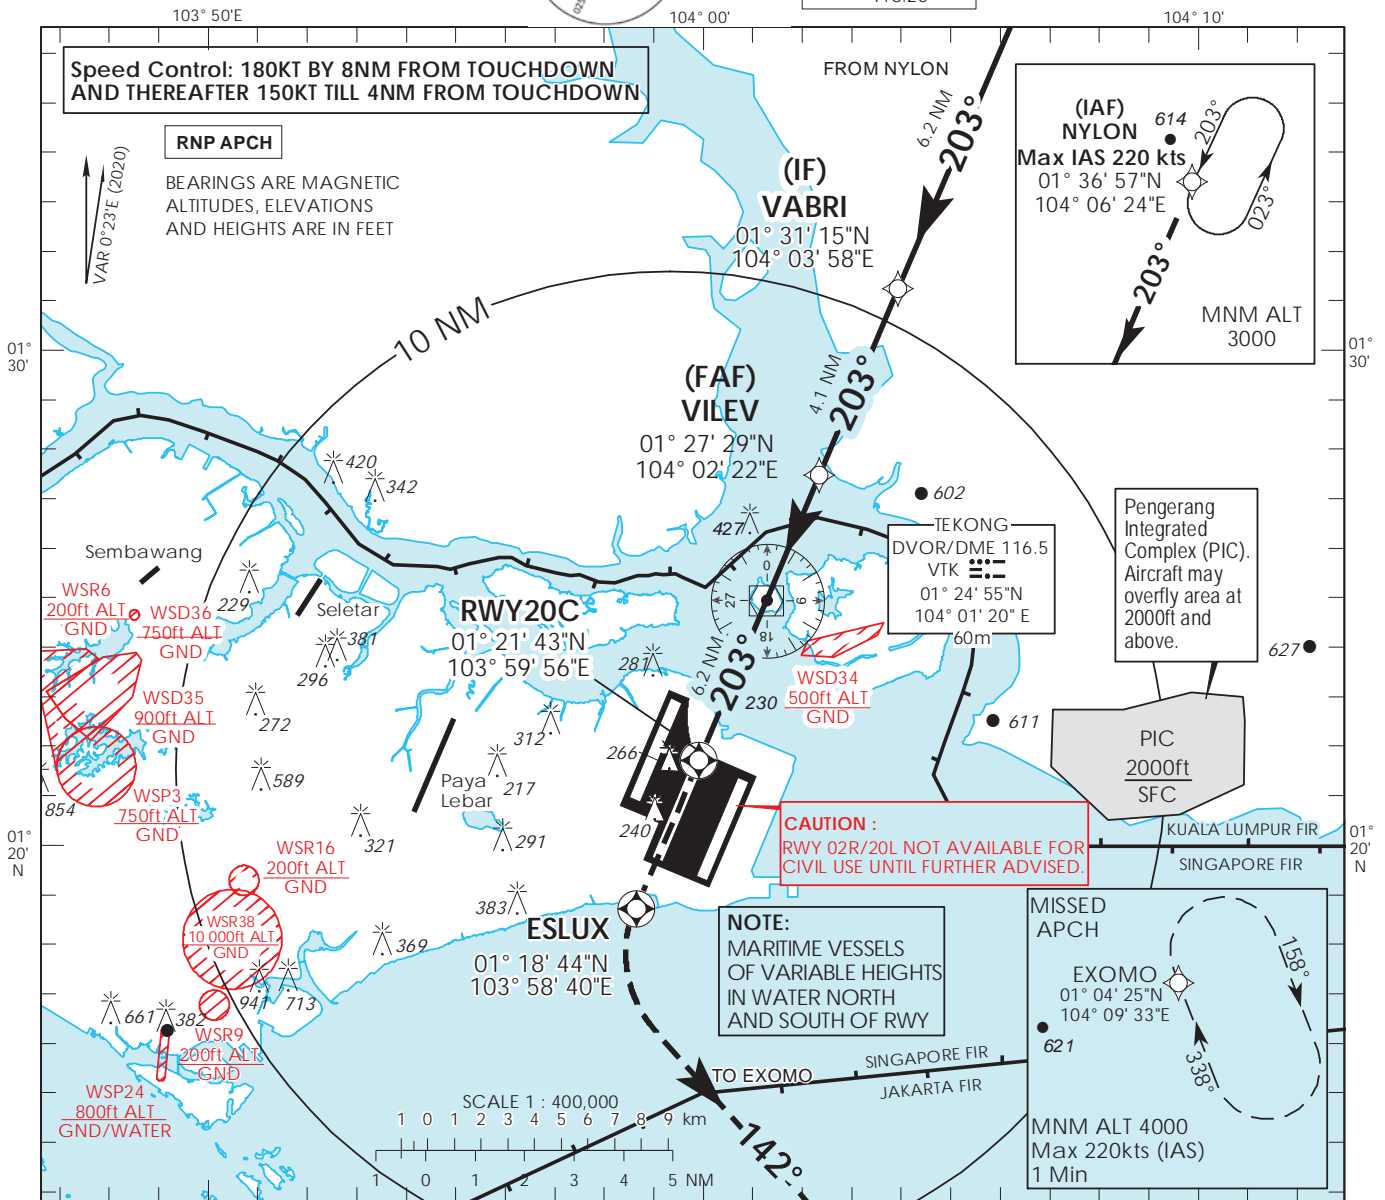 103° 50'E
104° 00'
104° 10'
025
Speed Control: 180KT BY 8NM FROM TOUCHDOWN
AND THEREAFTER 150KT TILL 4NM FROM TOUCHDOWN
RNP APCH
BEARINGS ARE MAGNETIC
ALTITUDES, ELEVATIONS
AND HEIGHTS ARE IN FEET
VAR 0°23'E (2020)
FROM NYLON
6.2 NM
203°
(IF)
VABRI
01° 31' 15"N
104° 03' 58"E
(IAF)
NYLON
Max IAS 220 kts
01° 36' 57"N
104° 06' 24"E
614
203°
023°
203°
MNM ALT
3000
10 NM
01°
30'
01°
30'
4.1 NM
203°
(FAF)
VILEV
01° 27' 29"N
104° 02' 22"E
420
342
427
602
Pengerang
Integrated
Complex (PIC).
Aircraft may
overfly area at
2000ft and
above.
TEKONG
DVOR/DME 116.5
VTK
01° 24' 55"N
104° 01' 20" E
60m
0
9
18
27
Sembawang
WSR6
200ft ALT
GND
WSD36
750ft ALT
GND
229
Seletar
381
296
RWY20C
01° 21' 43"N
103° 59' 56"E
281
6.2 NM
203°
230
WSD34
500ft ALT
GND
627
611
WSD35
900ft ALT
GND
272
312
266
PIC
2000ft
SFC
854
WSP3
750ft ALT
GND
589
217
Paya
Lebar
240
321
291
CAUTION :
RWY 02R/20L NOT AVAILABLE FOR
CIVIL USE UNTIL FURTHER ADVISED.
KUALA LUMPUR FIR
SINGAPORE FIR
01°
20'
N
01°
20'
N
WSR16
200ft ALT
GND
383
WSR38
10 000ft ALT
GND
369
ESLUX
01° 18' 44"N
103° 58' 40"E
NOTE:
MARITIME VESSELS
OF VARIABLE HEIGHTS
IN WATER NORTH
AND SOUTH OF RWY
MISSED
APCH
EXOMO
01° 04' 25"N
104° 09' 33"E
158°
338°
621
MNM ALT 4000
Max 220kts (IAS)
1 Min
941
713
661
382
WSR9
200ft ALT
GND
WSP24
800ft ALT
GND/WATER
TO EXOMO
SINGAPORE FIR
JAKARTA FIR
142°
SCALE 1 : 400,000
1 0 1 2 3 4 5 6 7 8 9 km
1 0 1 2 3 4 5 NM